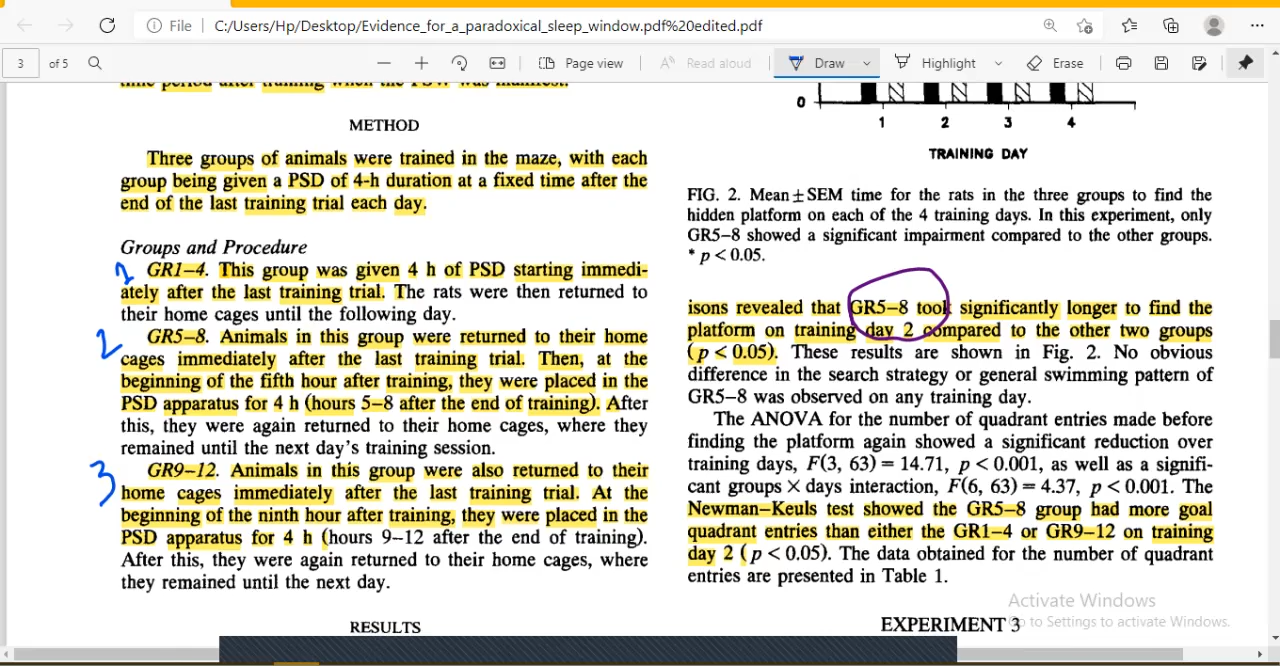 File
C:/Users/Hp/Desktop/Evidence_for_a_paradoxical_sleep_window.pdf%20edited.pdf
3 of 5
Page view
Read aloud
Draw
Highlight
Erase
time period after training when the PSW was manifest.
METHOD
Three groups of animals were trained in the maze, with each
group being given a PSD of 4-h duration at a fixed time after the
end of the last training trial each day.
Groups and Procedure
1
GR1–4. This group was given 4 h of PSD starting immedi-
ately after the last training trial. The rats were then returned to
their home cages until the following day.
2
GR5–8. Animals in this group were returned to their home
cages immediately after the last training trial. Then, at the
beginning of the fifth hour after training, they were placed in the
PSD apparatus for 4 h (hours 5–8 after the end of training). After
this, they were again returned to their home cages, where they
remained until the next day's training session.
3
GR9–12. Animals in this group were also returned to their
home cages immediately after the last training trial. At the
beginning of the ninth hour after training, they were placed in the
PSD apparatus for 4 h (hours 9–12 after the end of training).
After this, they were again returned to their home cages, where
they remained until the next day.
RESULTS
0
1 2 3 4
TRAINING DAY
FIG. 2. Mean ± SEM time for the rats in the three groups to find the
hidden platform on each of the 4 training days. In this experiment, only
GR5–8 showed a significant impairment compared to the other groups.
* p < 0.05.
isons revealed that GR5–8 took significantly longer to find the
platform on training day 2 compared to the other two groups
(p < 0.05). These results are shown in Fig. 2. No obvious
difference in the search strategy or general swimming pattern of
GR5–8 was observed on any training day.
The ANOVA for the number of quadrant entries made before
finding the platform again showed a significant reduction over
training days, F(3, 63) = 14.71, p < 0.001, as well as a signifi-
cant groups × days interaction, F(6, 63) = 4.37, p < 0.001. The
Newman–Keuls test showed the GR5–8 group had more goal
quadrant entries than either the GR1–4 or GR9–12 on training
day 2 (p < 0.05). The data obtained for the number of quadrant
entries are presented in Table 1.
EXPERIMENT 3
Activate Windows
Go to Settings to activate Windows.